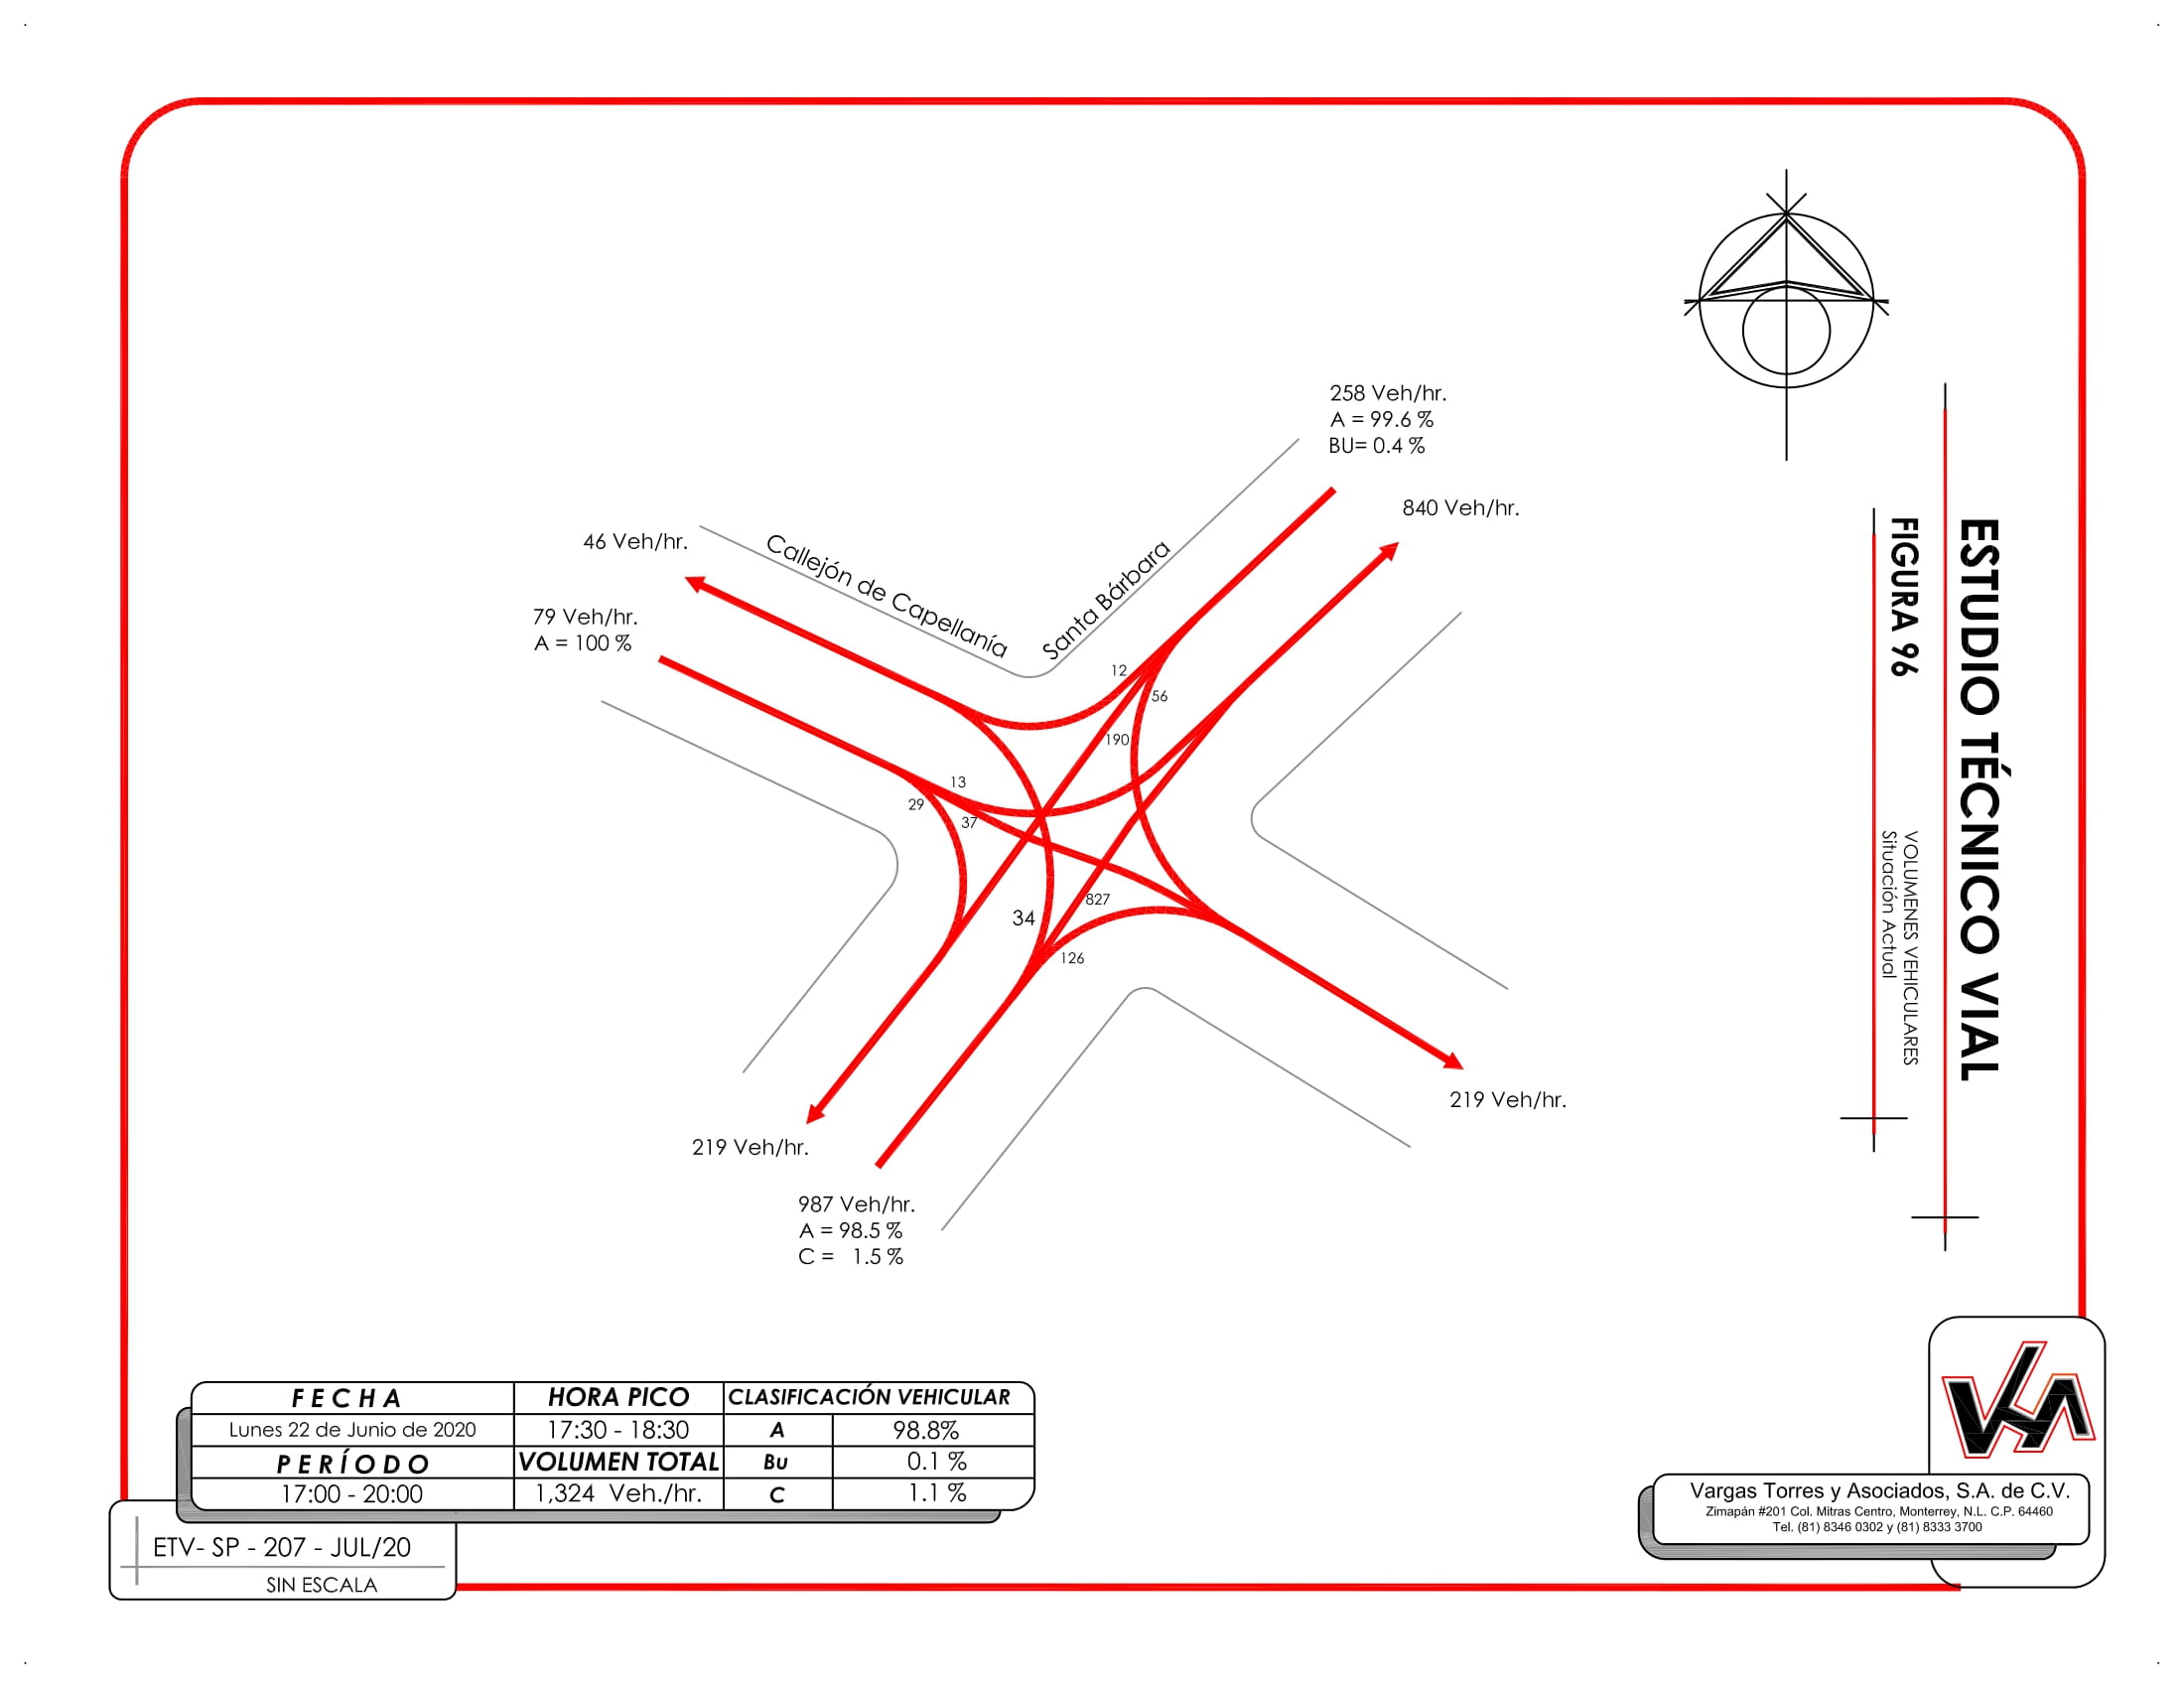 258 Veh/hr.
A = 99.6 %
BU= 0.4 %
840 Veh/hr.
46 Veh/hr.
79 Veh/hr.
A = 100 %
Callejón de Capellanía
Santa Bárbara
12
56
190
13
29
37
34
827
126
219 Veh/hr.
219 Veh/hr.
987 Veh/hr.
A = 98.5 %
C = 1.5 %
ESTUDIO TÉCNICO VIAL
FIGURA 96
VOLUMENES VEHICULARES
Situación Actual
FECHA
HORA PICO
CLASIFICACIÓN VEHICULAR
Lunes 22 de Junio de 2020
17:30 - 18:30
A
98.8%
PERÍODO
VOLUMEN TOTAL
Bu
0.1 %
17:00 - 20:00
1,324 Veh./hr.
C
1.1 %
ETV- SP - 207 - JUL/20
SIN ESCALA
VTA
Vargas Torres y Asociados, S.A. de C.V.
Zimapán #201 Col. Mitras Centro, Monterrey, N.L. C.P. 64460
Tel. (81) 8346 0302 y (81) 8333 3700